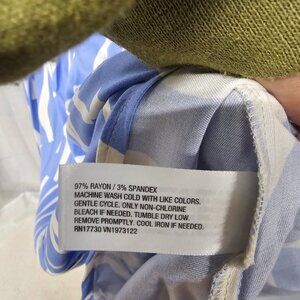 97% RAYON / 3% SPANDEX
MACHINE WASH COLD WITH LIKE COLORS.
GENTLE CYCLE. ONLY NON-CHLORINE
BLEACH IF NEEDED. TUMBLE DRY LOW.
REMOVE PROMPTLY. COOL IRON IF NEEDED.
RN17730 VN1973122